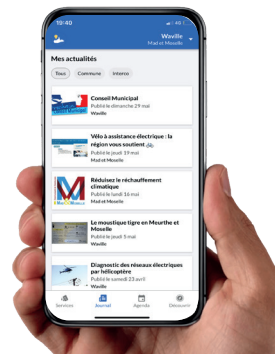 19:40
4G
Waville
Mad et Moselle
Mes actualités
Tous Commune Interco
Conseil Municipal
Publié le dimanche 29 mai
Waville
Vélo à assistance électrique : la
région vous soutient 🚲
Publié le jeudi 19 mai
Mad et Moselle
Réduisez le réchauffement
climatique
Publié le lundi 16 mai
Mad et Moselle
Le moustique tigre en Meurthe et
Moselle
Publié le jeudi 5 mai
Waville
Diagnostic des réseaux électriques
par hélicoptère
Publié le samedi 23 avril
Waville
Services Journal Agenda Découvrir